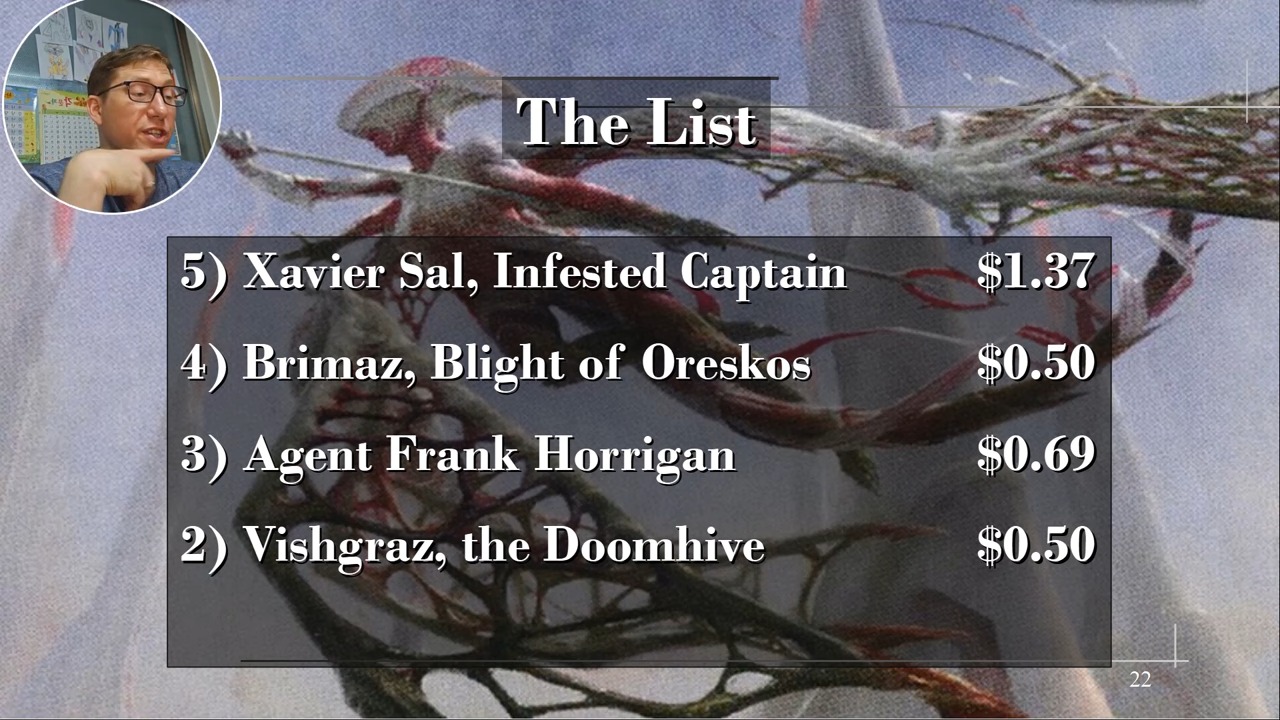 The List
5) Xavier Sal, Infested Captain $1.37
4) Brimaz, Blight of Oreskos $0.50
3) Agent Frank Horrigan $0.69
2) Vishgraz, the Doomhive $0.50
22